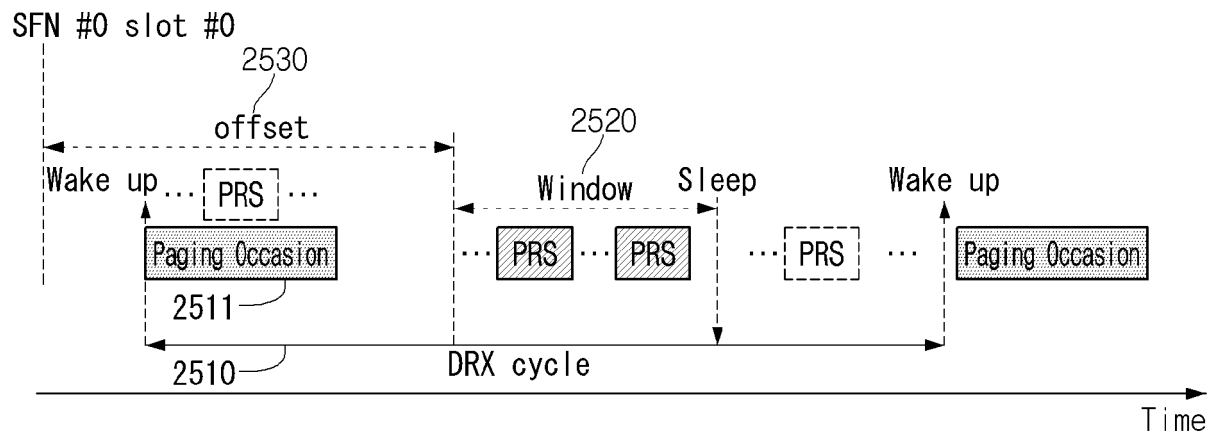 SFN #0 slot #0
2530
offset
2520
Wake up
... PRS ...
Window
Sleep
Wake up
Paging Occasion
... PRS ... PRS
... PRS ...
Paging Occasion
2511
2510
DRX cycle
Time